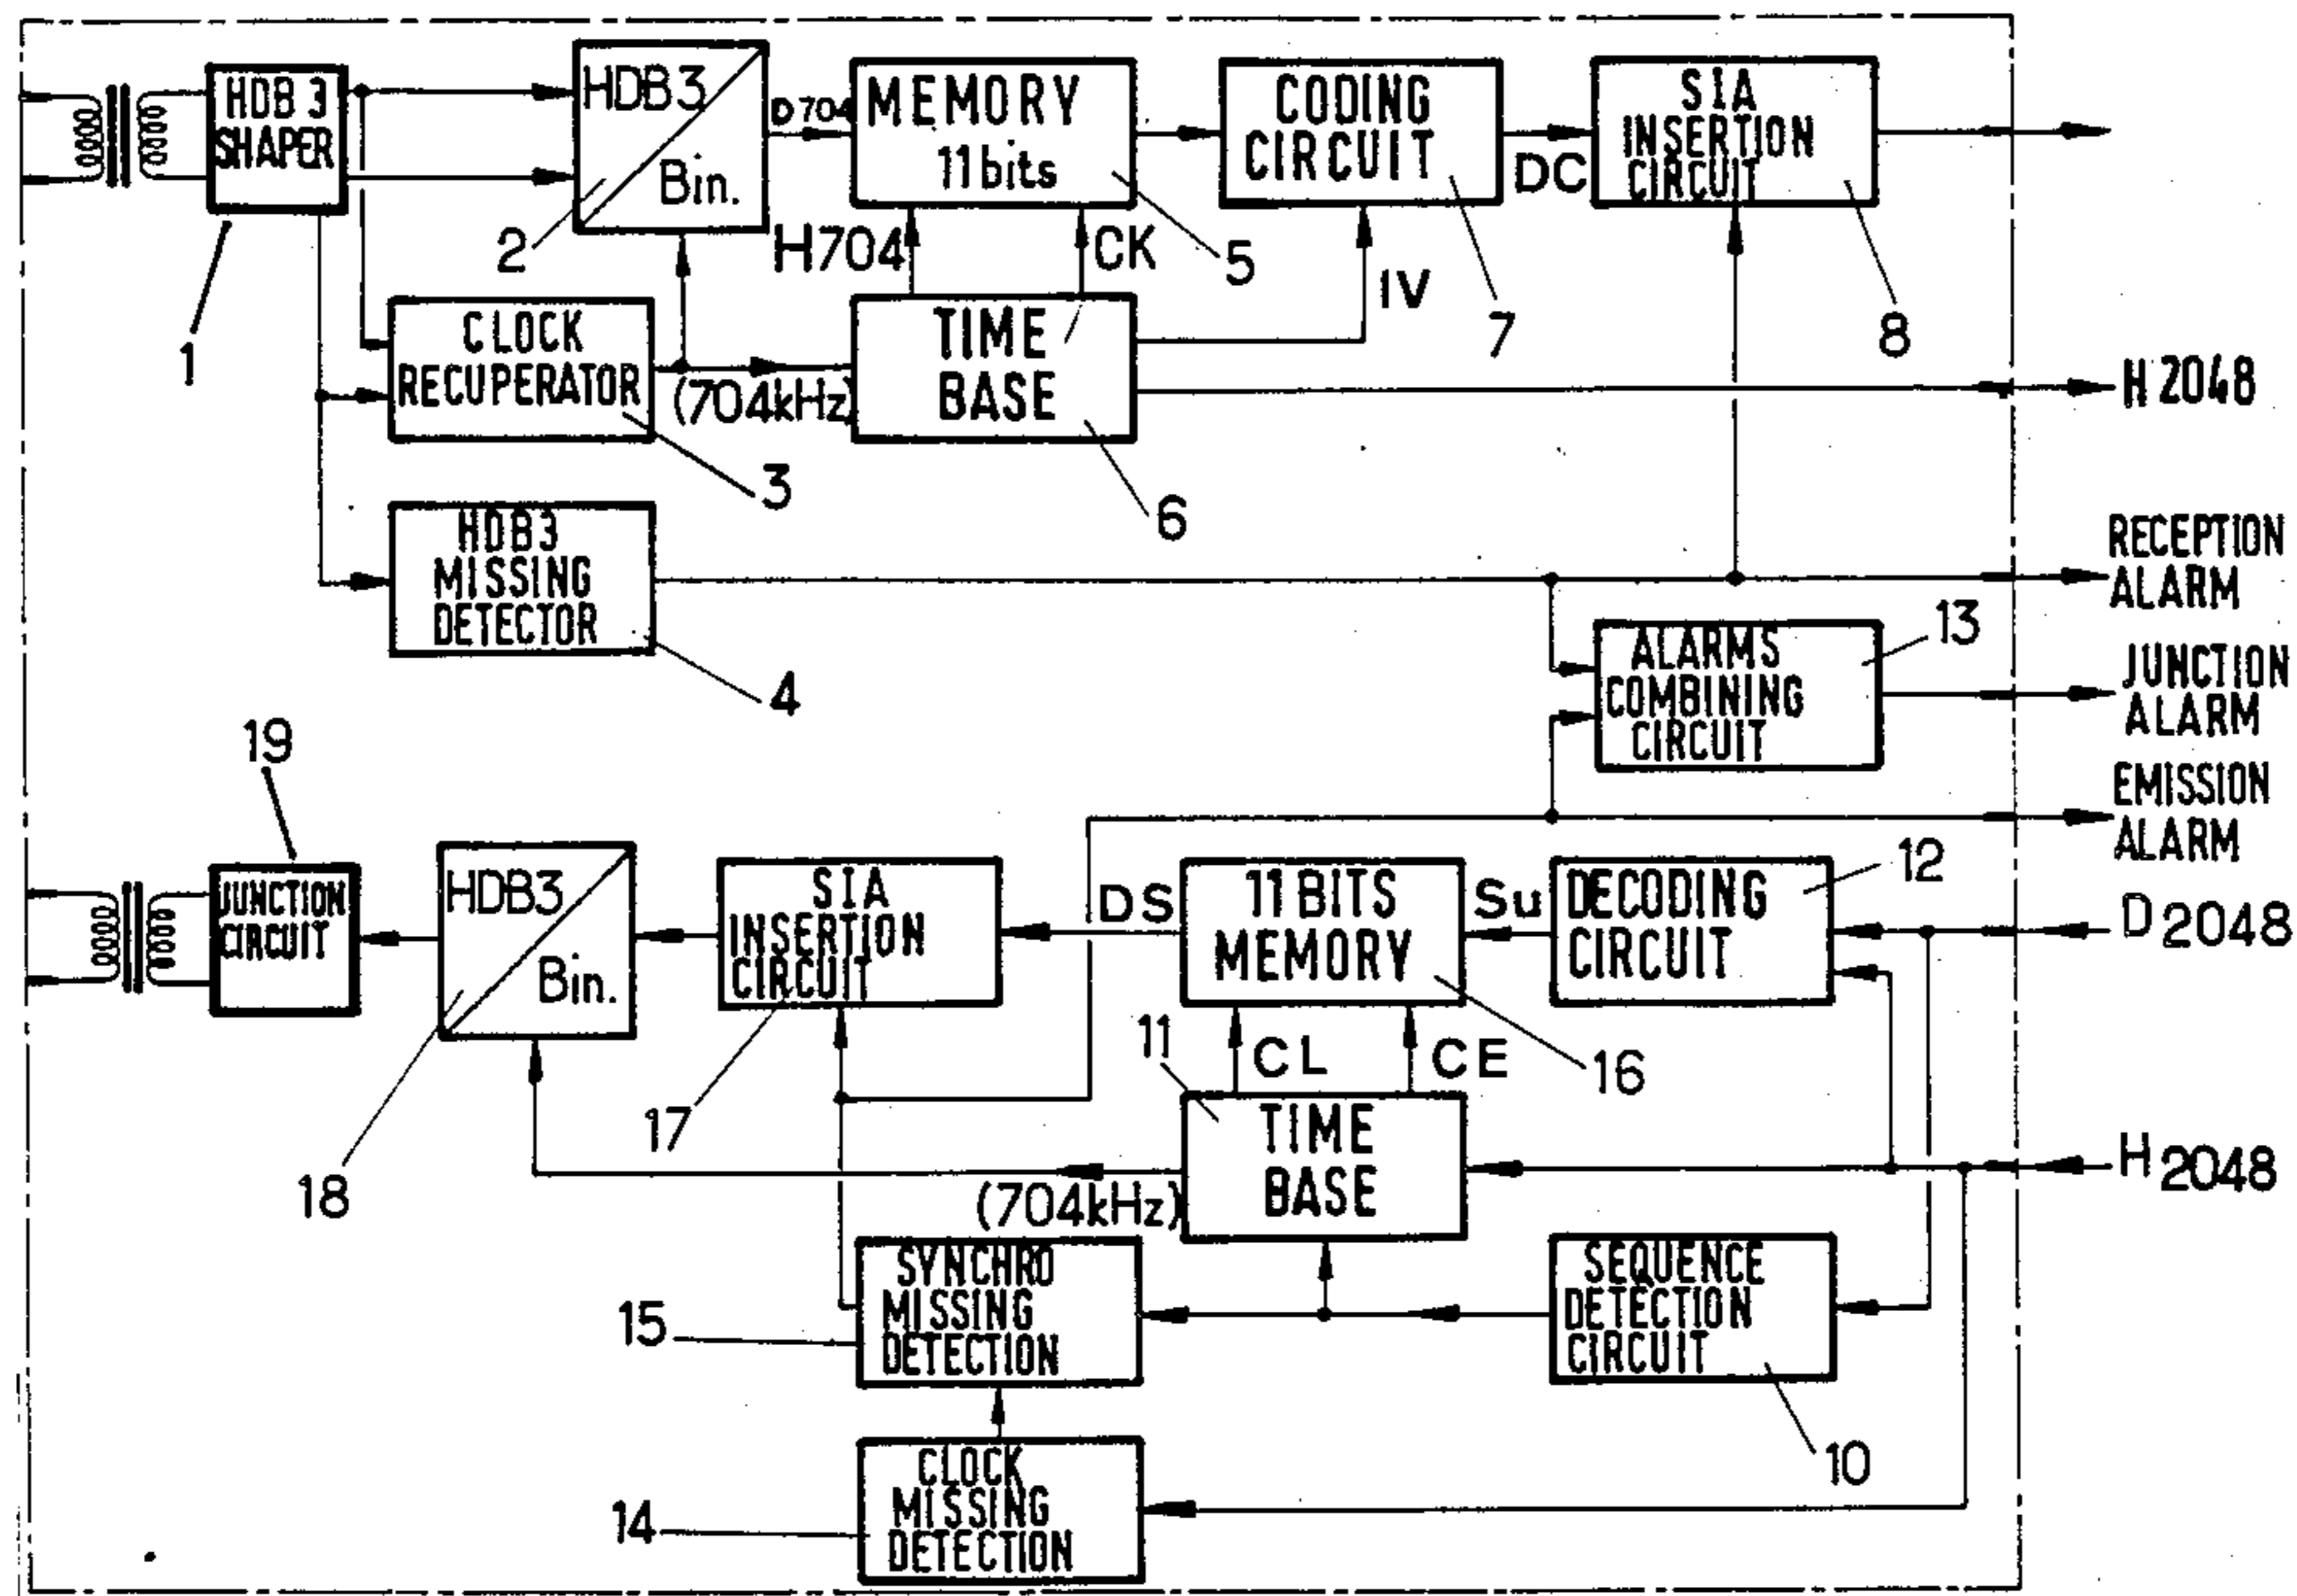 HDB 3
SHAPER
1
HDB3
Bin.
2
D704
MEMORY
11 bits
5
CODING
CIRCUIT
7
DC
SIA
INSERTION
CIRCUIT
8
H704
CK
IV
CLOCK
RECUPERATOR
3
(704kHz)
TIME
BASE
6
H2048
HDB3
MISSING
DETECTOR
4
RECEPTION
ALARM
ALARMS
COMBINING
CIRCUIT
13
JUNCTION
ALARM
EMISSION
ALARM
19
JUNCTION
CIRCUIT
HDB3
Bin.
18
SIA
INSERTION
CIRCUIT
17
DS
11 BITS
MEMORY
16
Su
DECODING
CIRCUIT
12
D2048
11
CL
CE
TIME
BASE
(704kHz)
H2048
SYNCHRO
MISSING
DETECTION
15
SEQUENCE
DETECTION
CIRCUIT
10
CLOCK
MISSING
DETECTION
14